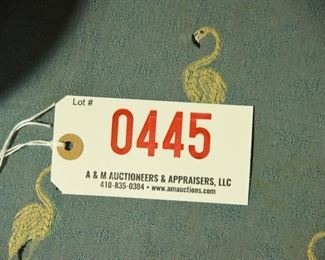 Lot #
0445
A & M AUCTIONEERS & APPRAISERS, LLC
410-835-0384 • www.amauctions.com